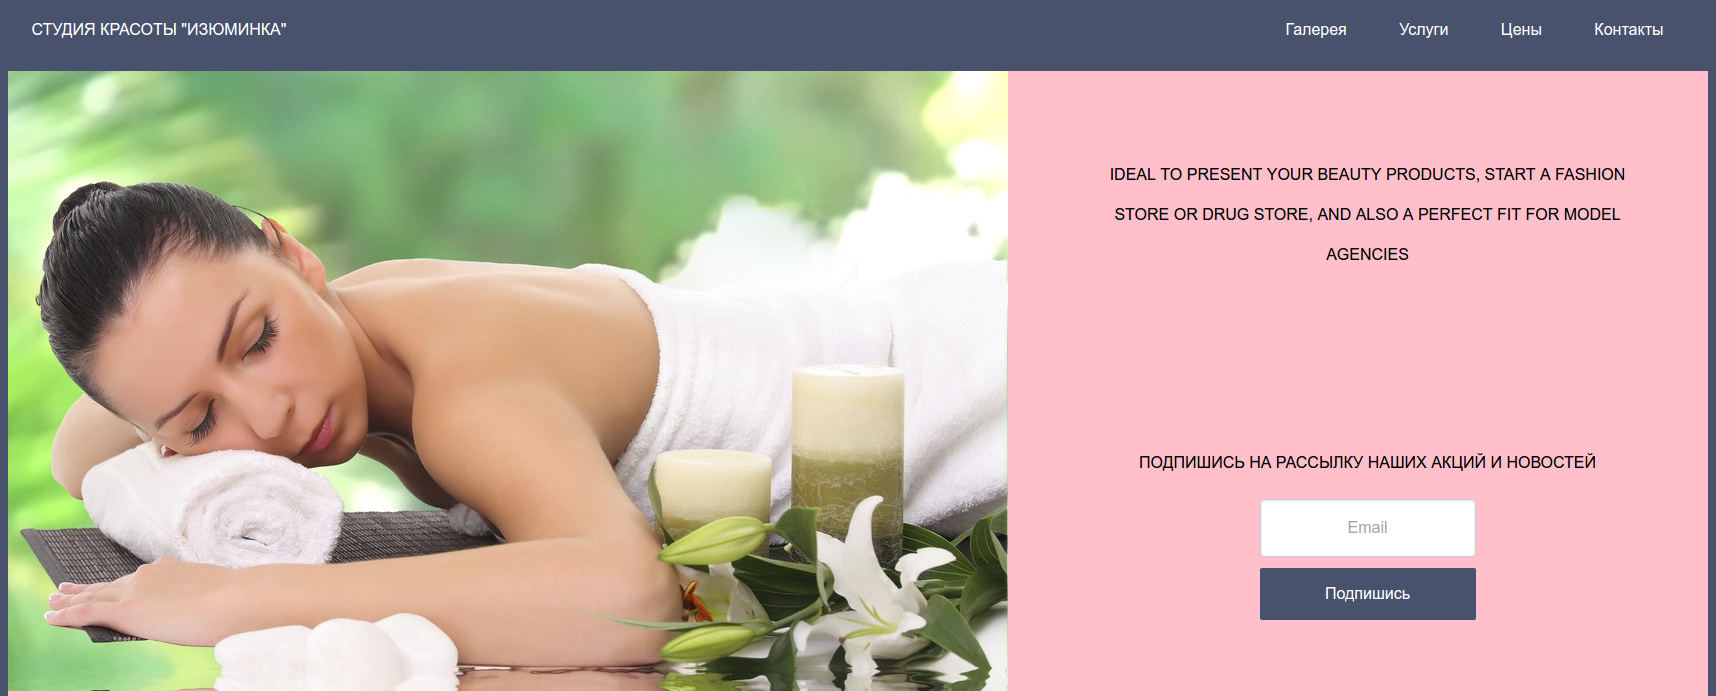 СТУДИЯ КРАСОТЫ "ИЗЮМИНКА"
Галерея
Услуги
Цены
Контакты
IDEAL TO PRESENT YOUR BEAUTY PRODUCTS, START A FASHION
STORE OR DRUG STORE, AND ALSO A PERFECT FIT FOR MODEL
AGENCIES
ПОДПИШИСЬ НА РАССЫЛКУ НАШИХ АКЦИЙ И НОВОСТЕЙ
Email
Подпишись